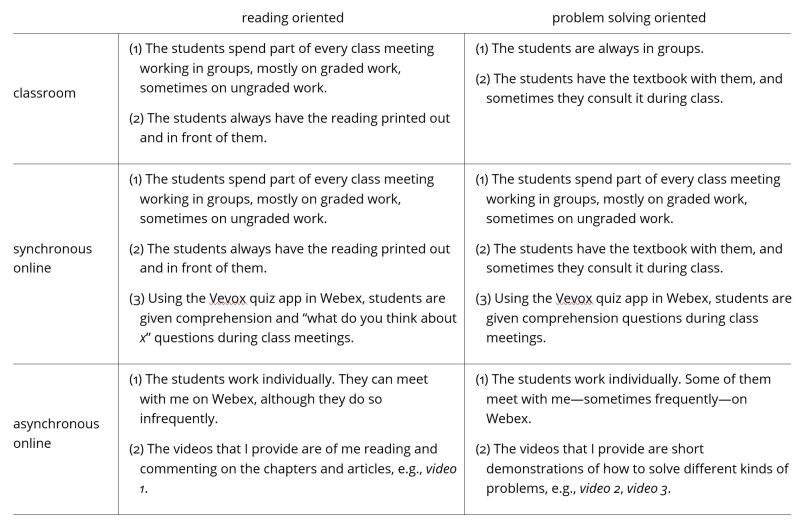 reading oriented
problem solving oriented
classroom
(1) The students spend part of every class meeting
working in groups, mostly on graded work,
sometimes on ungraded work.
(2) The students always have the reading printed out
and in front of them.
(1) The students are always in groups.
(2) The students have the textbook with them, and
sometimes they consult it during class.
synchronous
online
(1) The students spend part of every class meeting
working in groups, mostly on graded work,
sometimes on ungraded work.
(2) The students always have the reading printed out
and in front of them.
(3) Using the Vevox quiz app in Webex, students are
given comprehension and “what do you think about
x” questions during class meetings.
(1) The students spend part of every class meeting
working in groups, mostly on graded work,
sometimes on ungraded work.
(2) The students have the textbook with them, and
sometimes they consult it during class.
(3) Using the Vevox quiz app in Webex, students are
given comprehension questions during class
meetings.
asynchronous
online
(1) The students work individually. They can meet
with me on Webex, although they do so
infrequently.
(2) The videos that I provide are of me reading and
commenting on the chapters and articles, e.g., video
1.
(1) The students work individually. Some of them
meet with me—sometimes frequently—on
Webex.
(2) The videos that I provide are short
demonstrations of how to solve different kinds of
problems, e.g., video 2, video 3.